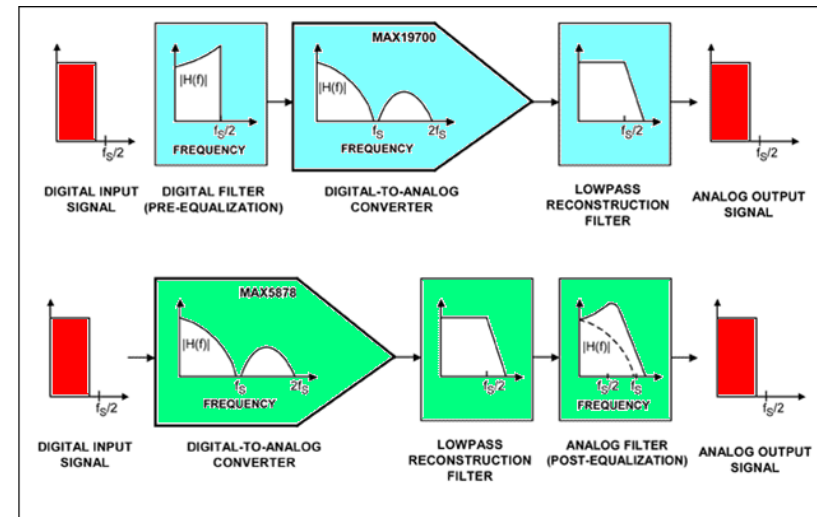 MAX19700
|H(f)|
|H(f)|
fS/2
fS/2
fS
2fS
fS/2
fS/2
FREQUENCY
FREQUENCY
DIGITAL INPUT
SIGNAL
DIGITAL FILTER
(PRE-EQUALIZATION)
DIGITAL-TO-ANALOG
CONVERTER
LOWPASS
RECONSTRUCTION
FILTER
ANALOG OUTPUT
SIGNAL
MAX5878
|H(f)|
|H(f)|
fS/2
fS
2fS
fS/2
fS/2
fS
fS/2
FREQUENCY
FREQUENCY
DIGITAL INPUT
SIGNAL
DIGITAL-TO-ANALOG
CONVERTER
LOWPASS
RECONSTRUCTION
FILTER
ANALOG FILTER
(POST-EQUALIZATION)
ANALOG OUTPUT
SIGNAL